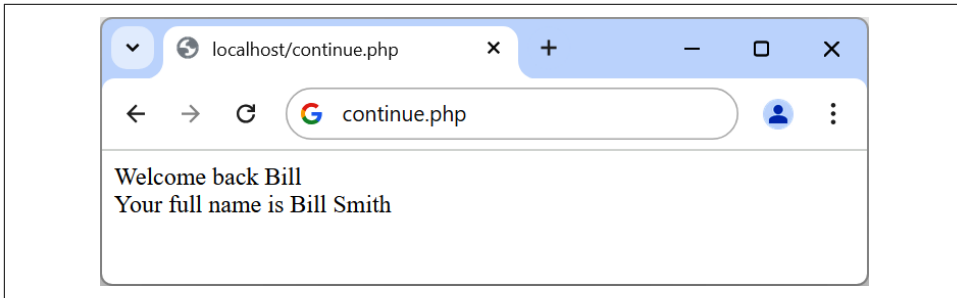 localhost/continue.php
continue.php
Welcome back Bill
Your full name is Bill Smith